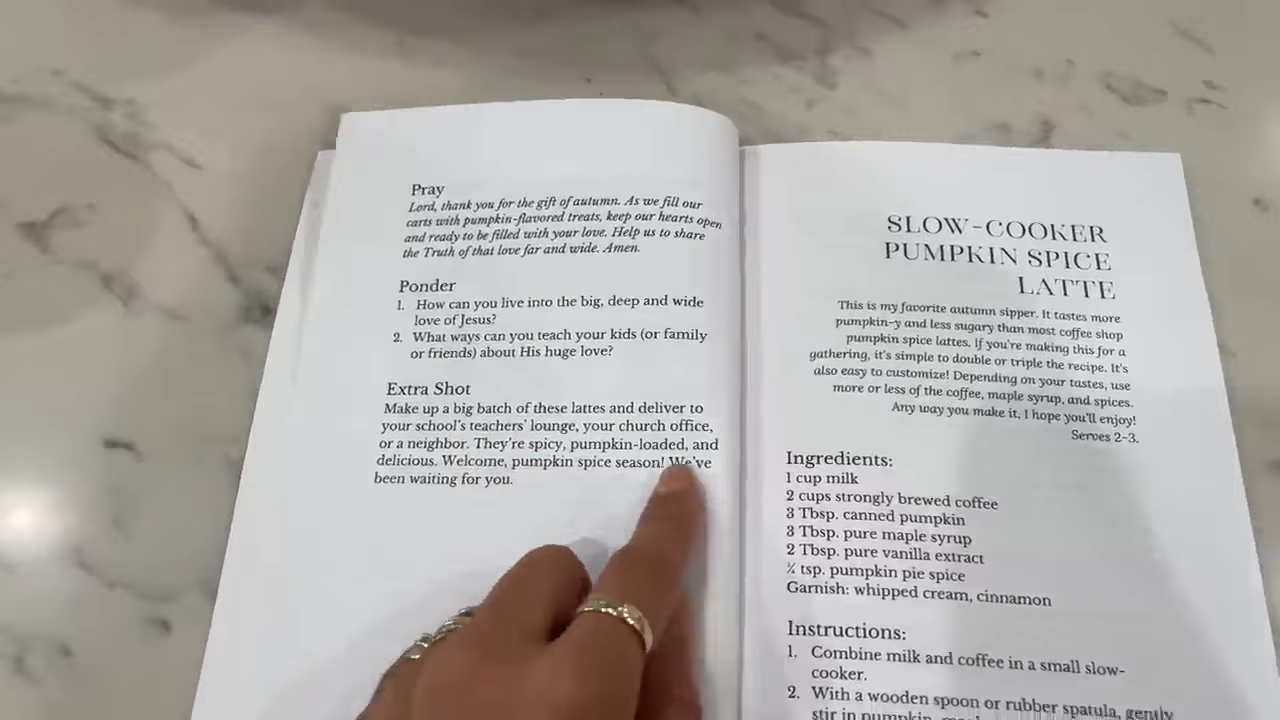 Pray
Lord, thank you for the gift of autumn. As we fill our
carts with pumpkin-flavored treats, keep our hearts open
and ready to be filled with your love. Help us to share
the Truth of that love far and wide. Amen.
Ponder
1. How can you live into the big, deep and wide
love of Jesus?
2. What ways can you teach your kids (or family
or friends) about His huge love?
Extra Shot
Make up a big batch of these lattes and deliver to
your school's teachers' lounge, your church office,
or a neighbor. They're spicy, pumpkin-loaded, and
delicious. Welcome, pumpkin spice season! We've
been waiting for you.
SLOW-COOKER
PUMPKIN SPICE
LATTE
This is my favorite autumn sipper. It tastes more
pumpkin-y and less sugary than most coffee shop
pumpkin spice lattes. If you're making this for a
gathering, it's simple to double or triple the recipe. It's
also easy to customize! Depending on your tastes, use
more or less of the coffee, maple syrup, and spices.
Any way you make it, I hope you'll enjoy!
Serves 2-3.
Ingredients:
1 cup milk
2 cups strongly brewed coffee
3 Tbsp. canned pumpkin
3 Tbsp. pure maple syrup
2 Tbsp. pure vanilla extract
tsp. pumpkin pie spice
Garnish: whipped cream, cinnamon
Instructions:
1. Combine milk and coffee in a small slow-
cooker.
2. With a wooden spoon or rubber spatula, gently
stir in pumpkin,